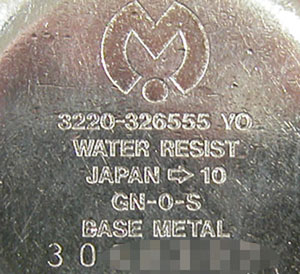 3220-326555 YO
WATER RESIST
JAPAN ⇨ 10
GN-0-S
BASE METAL
30